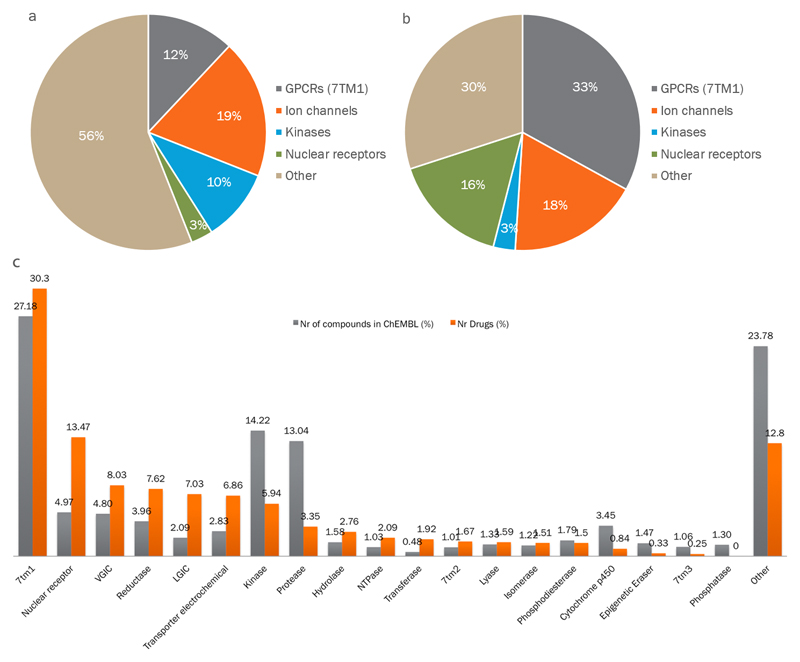 a
12%
19%
10%
3%
56%
GPCRs (7TM1)
Ion channels
Kinases
Nuclear receptors
Other
b
33%
18%
3%
16%
30%
GPCRs (7TM1)
Ion channels
Kinases
Nuclear receptors
Other
c
Nr of compounds in ChEMBL (%)
Nr Drugs (%)
27.18
30.3
4.97
13.47
4.80
8.03
3.96
7.62
2.09
7.03
2.83
6.86
14.22
5.94
13.04
3.35
1.58
2.76
1.03
2.09
0.48
1.92
1.01
1.67
1.33
1.59
1.22
1.51
1.79
1.5
3.45
0.84
1.47
0.33
1.06
0.25
1.30
0
23.78
12.8
7tm1
Nuclear receptor
VGIC
Reductase
LGIC
Transporter electrochemical
Kinase
Protease
Hydrolase
NTPase
Transferase
7tm2
Lyase
Isomerase
Phosphodiesterase
Cytochrome p450
Epigenetic Eraser
7tm3
Phosphatase
Other